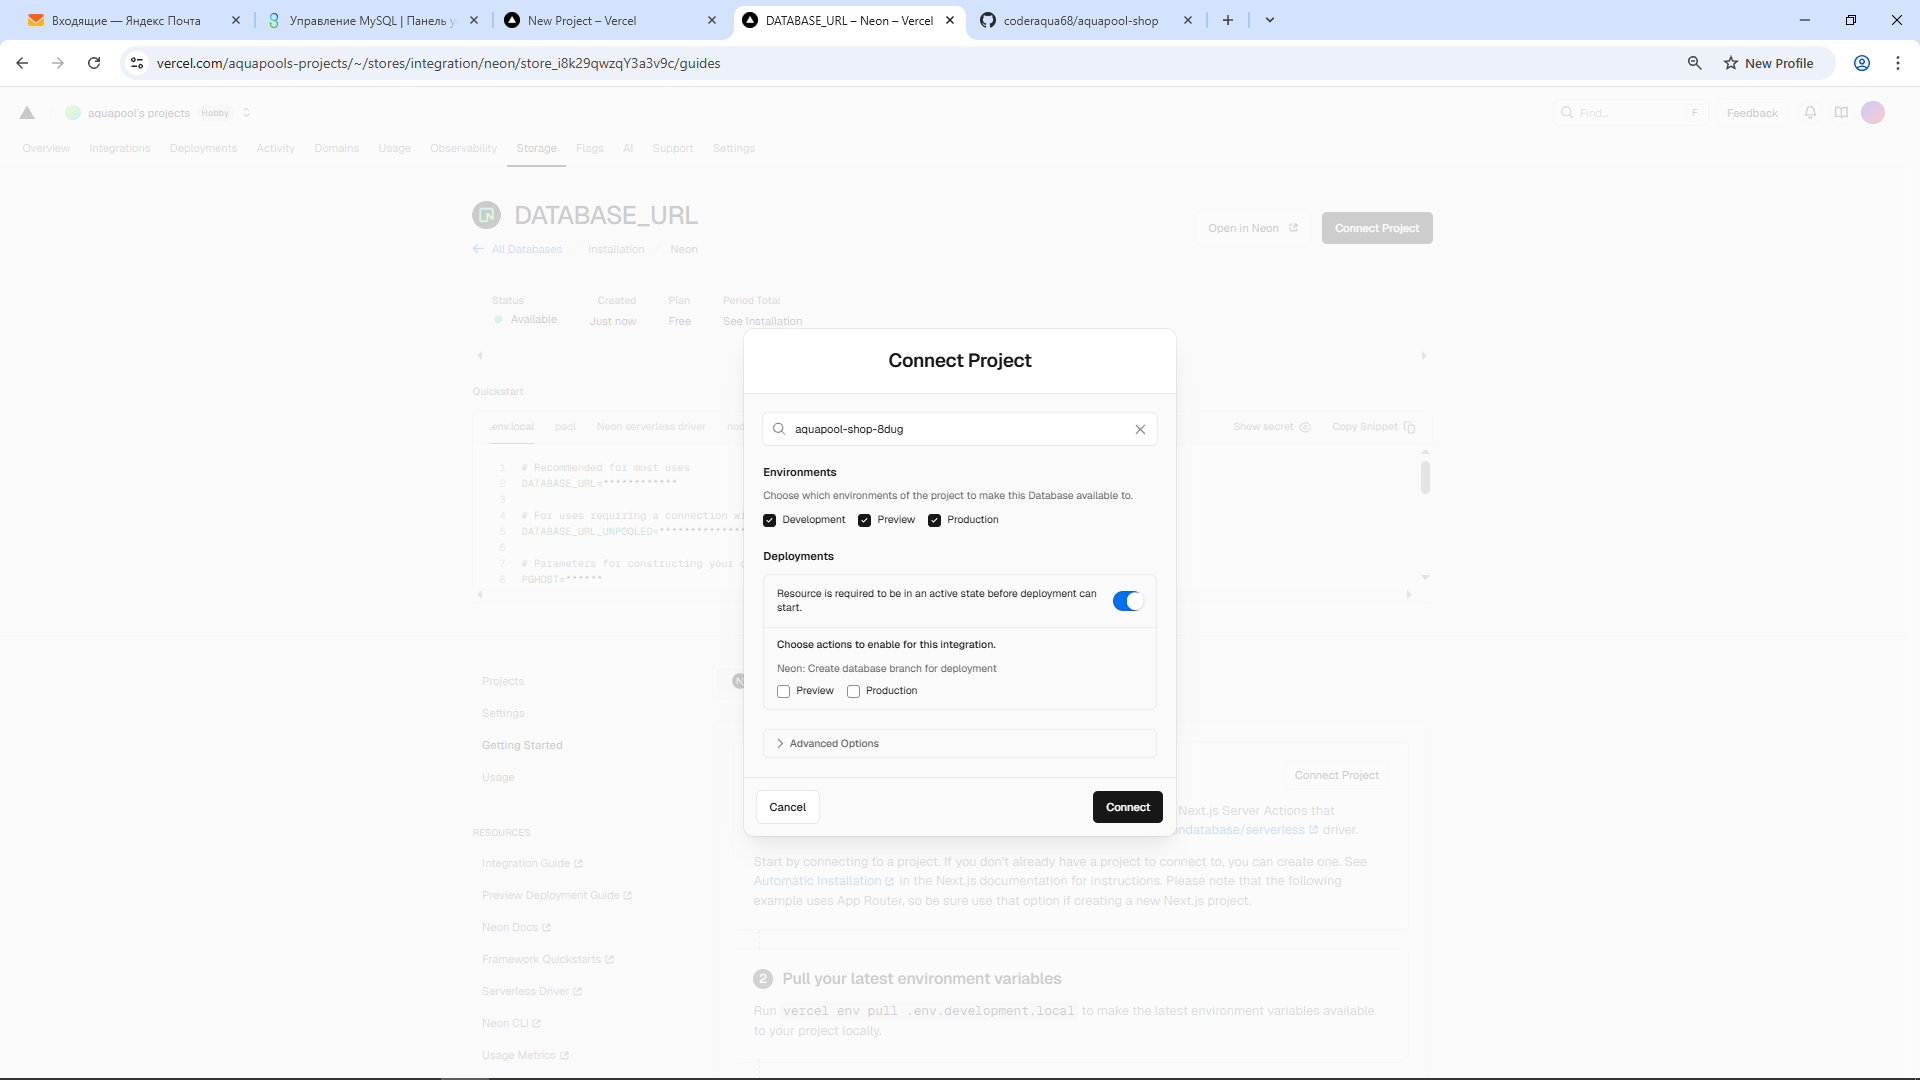 Входящие — Яндекс Почта
Управление MySQL | Панель у
New Project – Vercel
DATABASE_URL – Neon – Vercel
coderaqua68/aquapool-shop
vercel.com/aquapools-projects/~/stores/integration/neon/store_i8k29qwzqY3a3v9c/guides
New Profile
aquapool's projects Hobby
Find... F
Feedback
Overview Integrations Deployments Activity Domains Usage Observability Storage Flags AI Support Settings
DATABASE_URL
All Databases Installation Neon
Open in Neon
Connect Project
Status Created Plan Period Total
Available Just now Free See Installation
Quickstart
.env.local psql Neon serverless driver
Show secret Copy Snippet
1 # Recommended for most uses
2 DATABASE_URL=************
3
4 # For uses requiring a connection wi
5 DATABASE_URL_UNPOOLED=***************
6
7 # Parameters for constructing your
8 PGHOST=******
Connect Project
aquapool-shop-8dug
Environments
Choose which environments of the project to make this Database available to.
Development Preview Production
Deployments
Resource is required to be in an active state before deployment can
start.
Choose actions to enable for this integration.
Neon: Create database branch for deployment
Preview Production
Advanced Options
Cancel
Connect
Projects
Settings
Getting Started
Usage
RESOURCES
Integration Guide
Preview Deployment Guide
Neon Docs
Framework Quickstarts
Serverless Driver
Neon CLI
Usage Metrics
Connect Project
Next.js Server Actions that
ondatabase/serverless driver.
Start by connecting to a project. If you don't already have a project to connect to, you can create one. See
Automatic Installation in the Next.js documentation for instructions. Please note that the following
example uses App Router, so be sure use that option if creating a new Next.js project.
2 Pull your latest environment variables
Run vercel env pull .env.development.local to make the latest environment variables available
to your project locally.